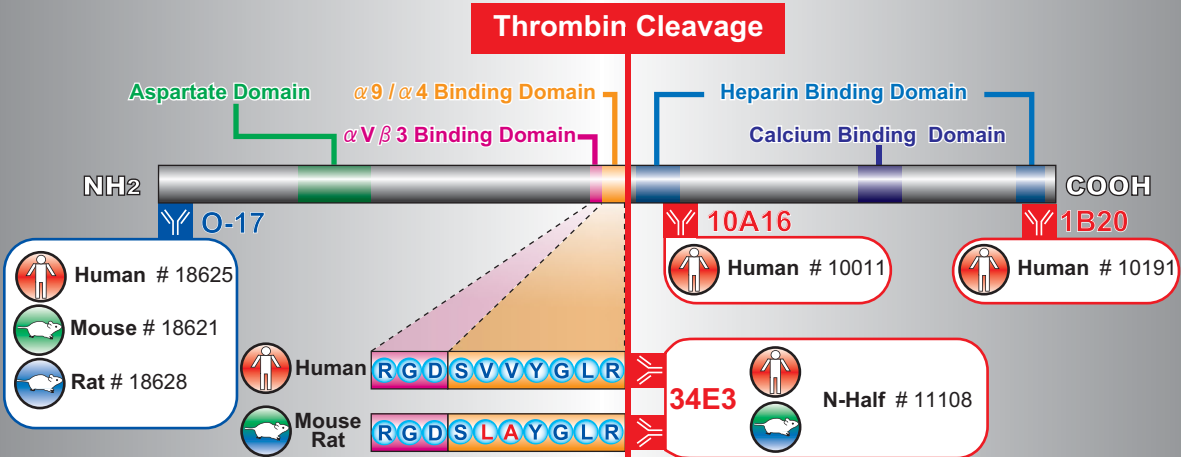 Thrombin Cleavage
Aspartate Domain
α9 / α4 Binding Domain
Heparin Binding Domain
αVβ3 Binding Domain
Calcium Binding Domain
NH2
COOH
O-17
10A16
1B20
Human # 18625
Mouse # 18621
Rat # 18628
Human # 10011
Human # 10191
Human
RGDSVVYGLR
Mouse
Rat
RGDSLAYGLR
34E3
N-Half # 11108